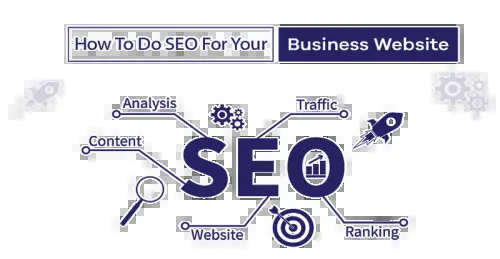 How To Do SEO For Your Business Website
Analysis
Traffic
Content
SEO
Website
Ranking